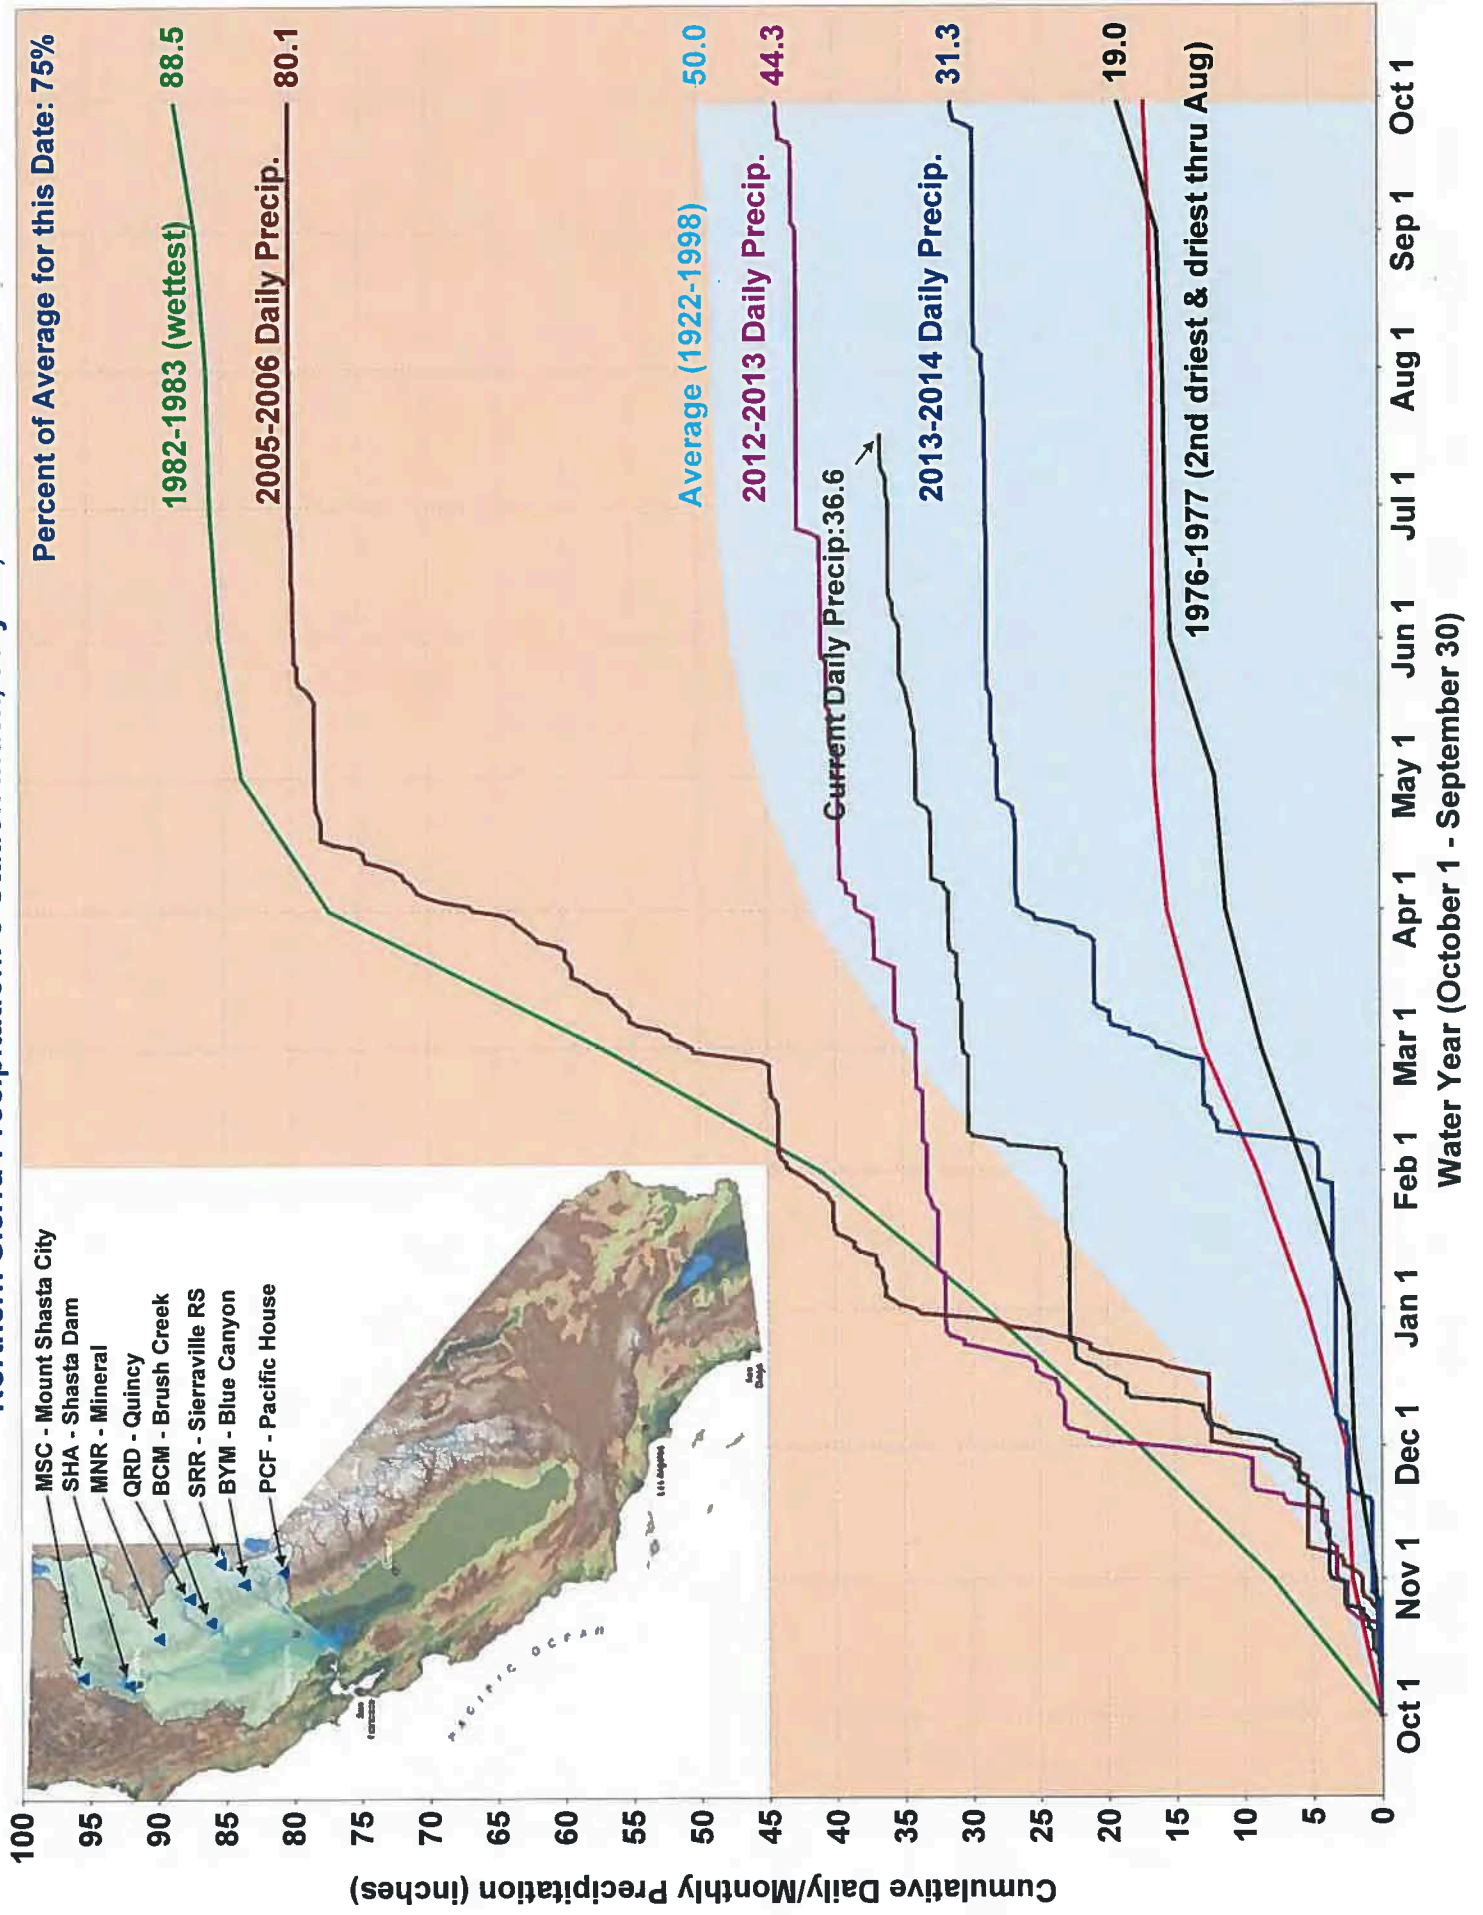 Percent of Average for this Date: 75%
MSC - Mount Shasta City
SHA - Shasta Dam
MNR - Mineral
QRD - Quincy
BCM - Brush Creek
SRR - Sierraville RS
BYM - Blue Canyon
PCF - Pacific House
PACIFIC OCEAN
San Francisco
Los Angeles
San Diego
1982-1983 (wettest) 88.5
2005-2006 Daily Precip. 80.1
Average (1922-1998) 50.0
2012-2013 Daily Precip. 44.3
Current Daily Precip:36.6
2013-2014 Daily Precip. 31.3
19.0
1976-1977 (2nd driest & driest thru Aug)
Cumulative Daily/Monthly Precipitation (inches)
100
95
90
85
80
75
70
65
60
55
50
45
40
35
30
25
20
15
10
5
0
Oct 1 Nov 1 Dec 1 Jan 1 Feb 1 Mar 1 Apr 1 May 1 Jun 1 Jul 1 Aug 1 Sep 1 Oct 1
Water Year (October 1 - September 30)